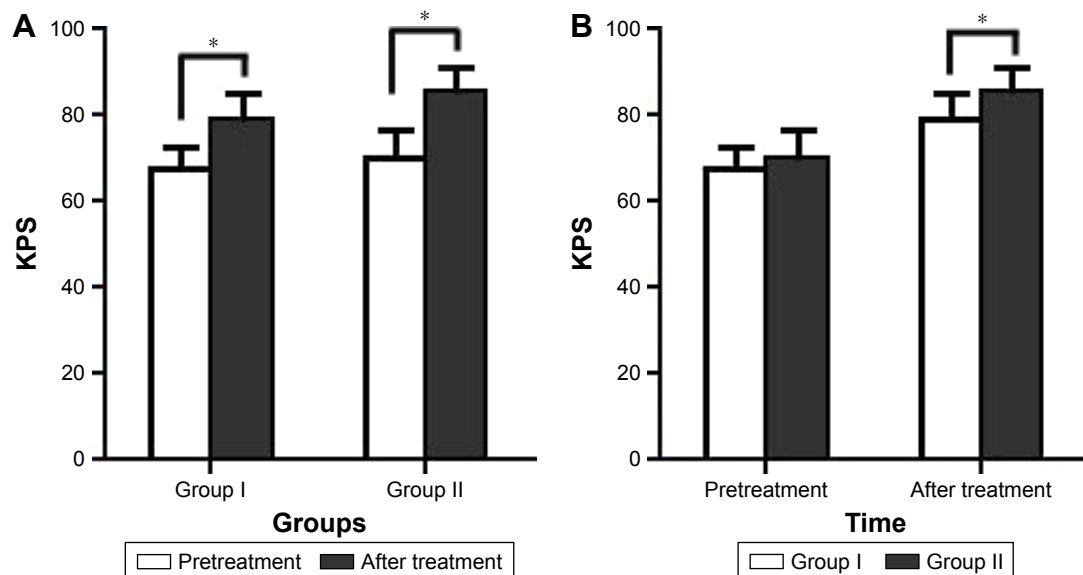 A
100
80
60
40
20
0
KPS
*
*
Group I
Group II
Groups
Pretreatment
After treatment
B
100
80
60
40
20
0
KPS
*
Pretreatment
After treatment
Time
Group I
Group II